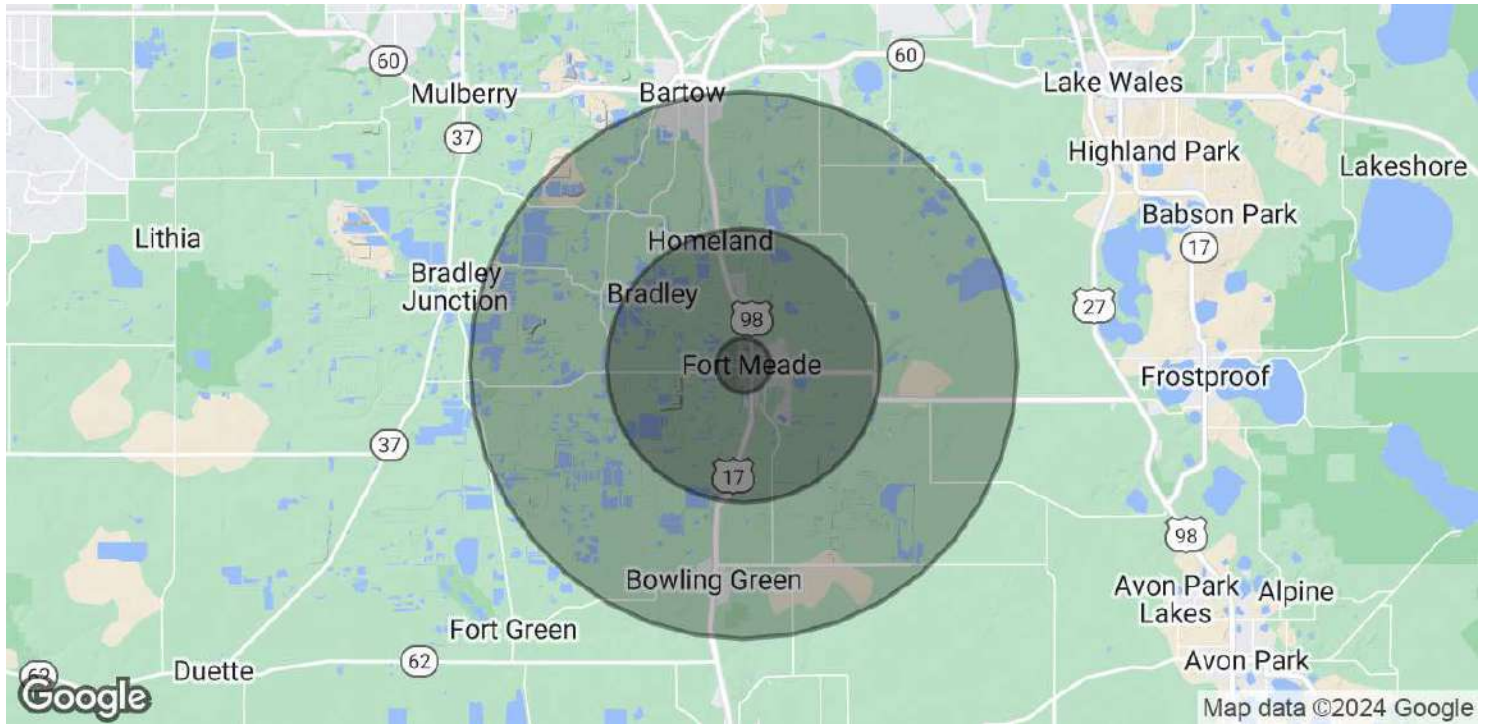 60
60
Lake Wales
Mulberry
Bartow
37
Highland Park
Lakeshore
Babson Park
Lithia
Homeland
17
Bradley
Junction
Bradley
27
98
Fort Meade
Frostproof
37
17
98
Bowling Green
Avon Park
Lakes
Alpine
Fort Green
62
Avon Park
Duette
62
Google
Map data ©2024 Google